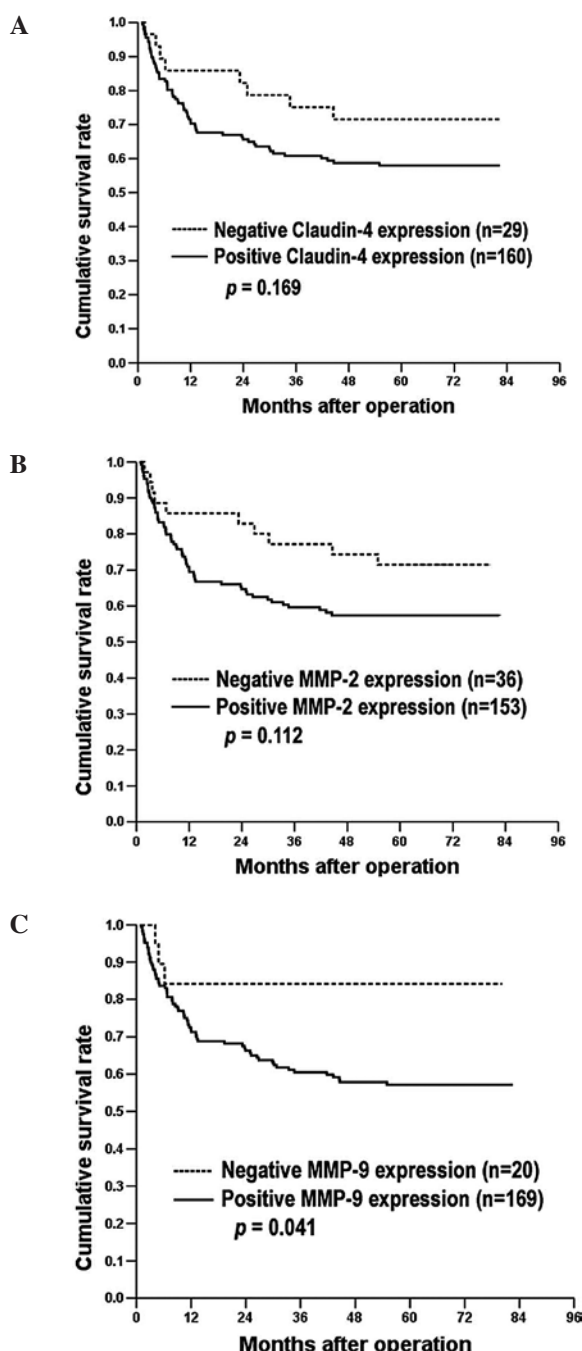 A
Cumulative survival rate
1.0
0.9
0.8
0.7
0.6
0.5
0.4
0.3
0.2
0.1
0.0
Negative Claudin-4 expression (n=29)
Positive Claudin-4 expression (n=160)
p = 0.169
0 12 24 36 48 60 72 84 96
Months after operation
B
Cumulative survival rate
1.0
0.9
0.8
0.7
0.6
0.5
0.4
0.3
0.2
0.1
0.0
Negative MMP-2 expression (n=36)
Positive MMP-2 expression (n=153)
p = 0.112
0 12 24 36 48 60 72 84 96
Months after operation
C
Cumulative survival rate
1.0
0.9
0.8
0.7
0.6
0.5
0.4
0.3
0.2
0.1
0.0
Negative MMP-9 expression (n=20)
Positive MMP-9 expression (n=169)
p = 0.041
0 12 24 36 48 60 72 84 96
Months after operation